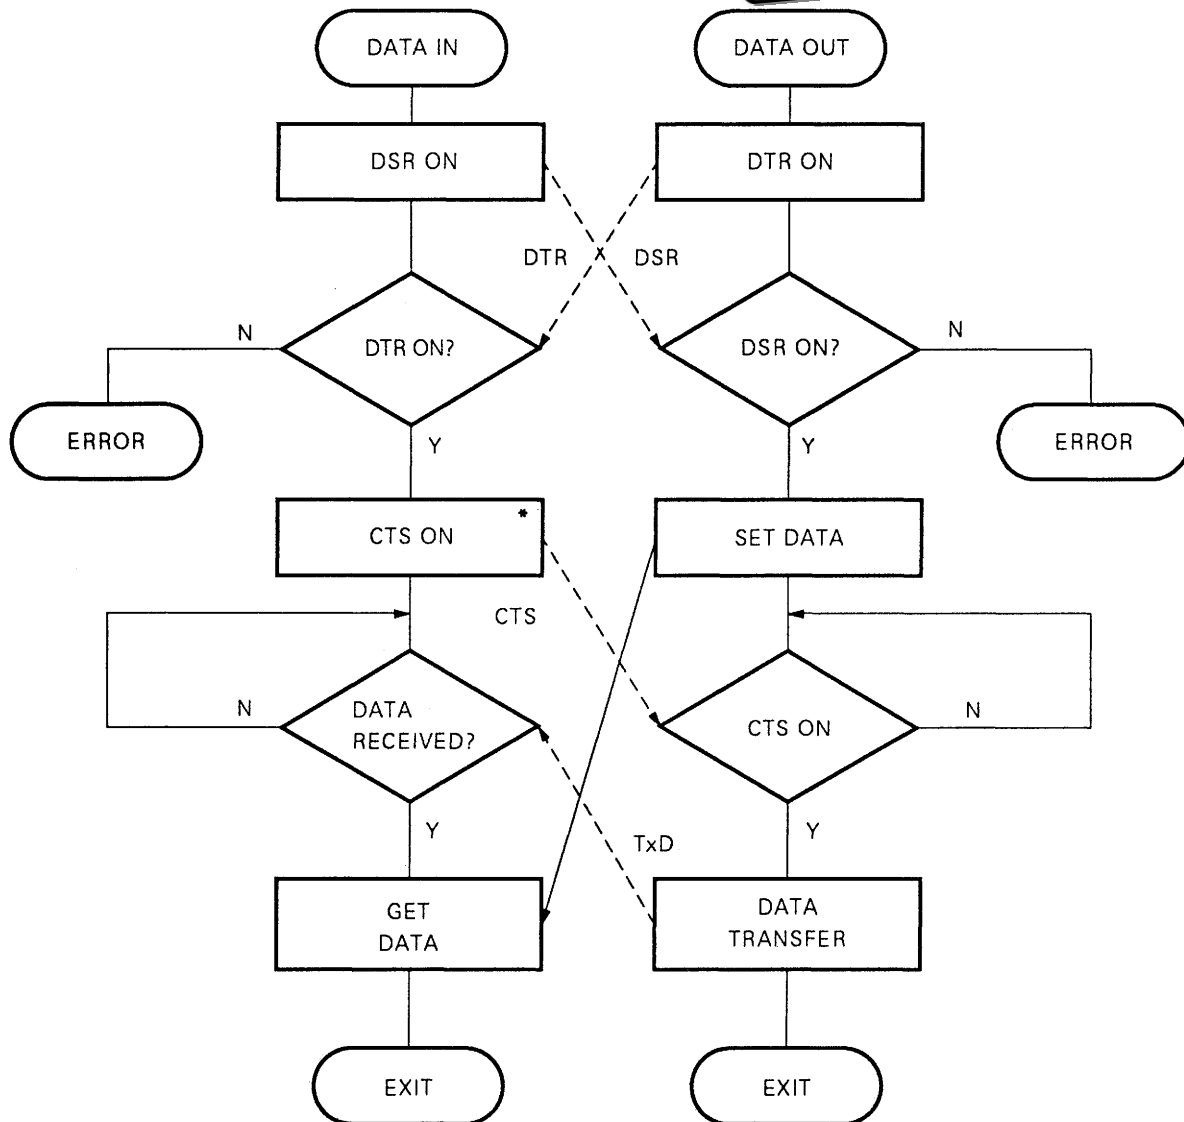 DATA IN
DATA OUT
DSR ON
DTR ON
DTR
DSR
N
DTR ON?
DSR ON?
N
ERROR
Y
Y
ERROR
CTS ON
*
SET DATA
CTS
N
DATA
RECEIVED?
CTS ON
N
Y
TxD
Y
GET
DATA
DATA
TRANSFER
EXIT
EXIT